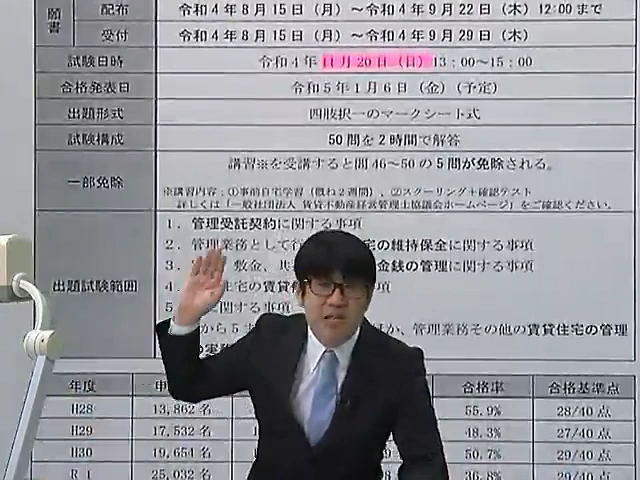 願書
配布 令和4年8月15日（月）～令和4年9月22日（木）12:00まで
受付 令和4年8月15日（月）～令和4年9月29日（木）
試験日時 令和4年11月20日（日）13：00～15：00
合格発表日 令和5年1月6日（金）（予定）
出題形式 四肢択一のマークシート式
試験構成 50問を2時間で解答
一部免除 講習※を受講すると問46～50の5問が免除される。
※講習内容：①事前自宅学習（概ね2週間）、②スクーリング＋確認テスト
詳しくは「一般社団法人 賃貸不動産経営管理士協議会ホームページ」をご確認ください。
出題試験範囲
1．管理受託契約に関する事項
2．管理業務として行 宅の維持保全に関する事項
3． 敷金、共 金銭の管理に関する事項
4． 住宅の賃貸 項
5 に関する事項
から5ま か、管理業務その他の賃貸住宅の管理
の実務
年度 合格率 合格基準点
H28 13,862名 55.9% 28/40点
H29 17,532名 48.3% 27/40点
H30 19,654名 50.7% 29/40点
R1 25,032名 36.8% 29/40点